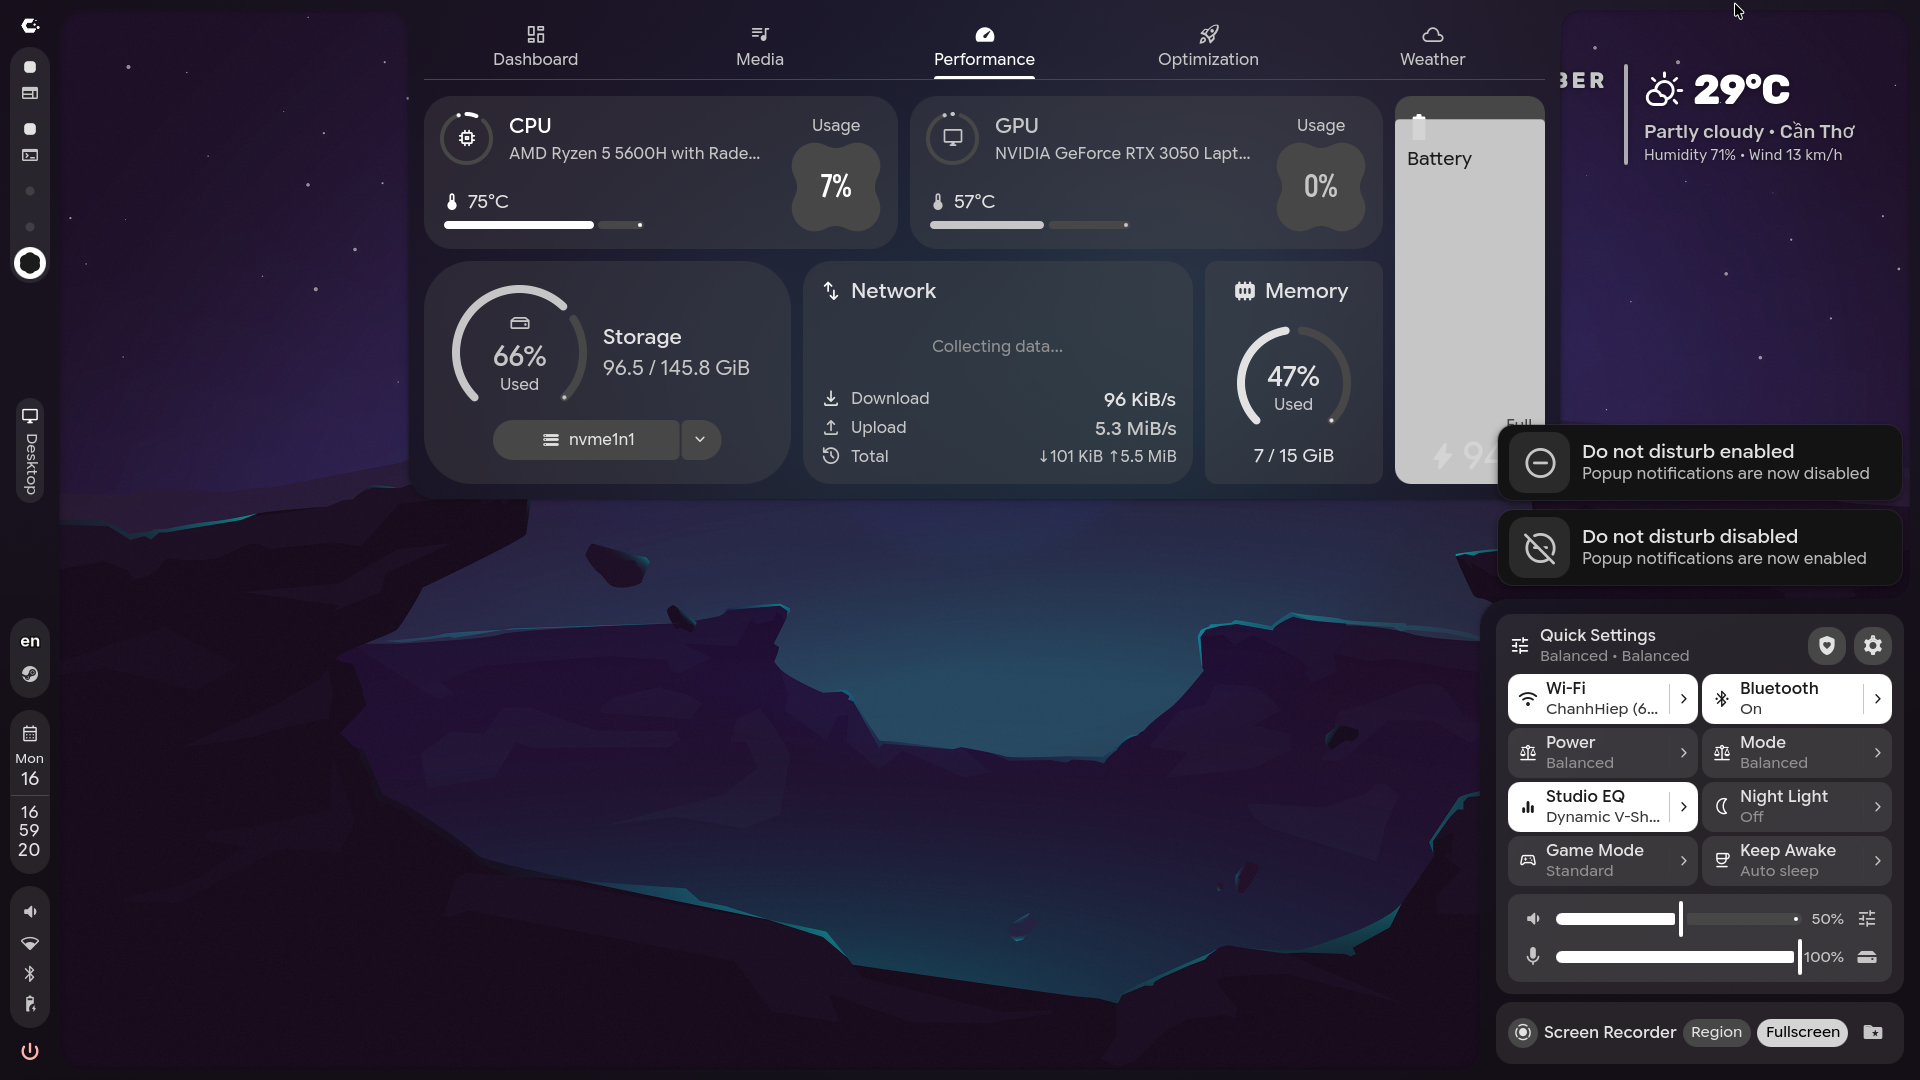 Dashboard
Media
Performance
Optimization
Weather
CPU
AMD Ryzen 5 5600H with Rade...
75°C
Usage
7%
GPU
NVIDIA GeForce RTX 3050 Lapt...
57°C
Usage
0%
Battery
Full
BER
29°C
Partly cloudy • Cần Thơ
Humidity 71% • Wind 13 km/h
66%
Used
Storage
96.5 / 145.8 GiB
nvme1n1
Network
Collecting data...
Download 96 KiB/s
Upload 5.3 MiB/s
Total ↓101 KiB ↑5.5 MiB
Memory
47%
Used
7 / 15 GiB
Do not disturb enabled
Popup notifications are now disabled
Do not disturb disabled
Popup notifications are now enabled
Desktop
en
Mon
16
16
59
20
Quick Settings
Balanced • Balanced
Wi-Fi
ChanhHiep (6...
Bluetooth
On
Power
Balanced
Mode
Balanced
Studio EQ
Dynamic V-Sh...
Night Light
Off
Game Mode
Standard
Keep Awake
Auto sleep
50%
100%
Screen Recorder Region Fullscreen